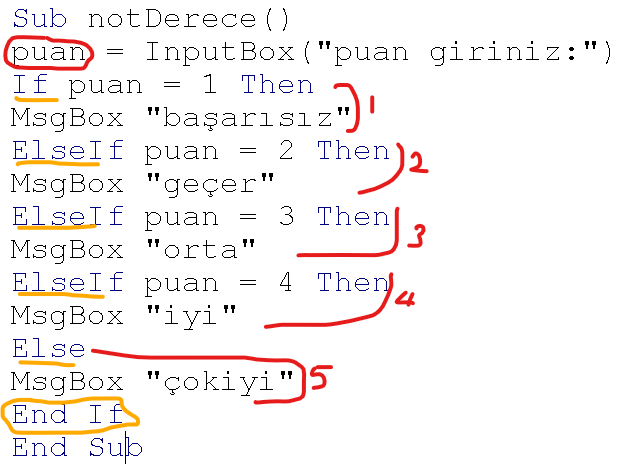 Sub notDerece()
puan = InputBox("puan giriniz:")
If puan = 1 Then
MsgBox "başarısız" 1
ElseIf puan = 2 Then
MsgBox "geçer" 2
ElseIf puan = 3 Then
MsgBox "orta" 3
ElseIf puan = 4 Then
MsgBox "iyi" 4
Else
MsgBox "çokiyi" 5
End If
End Sub